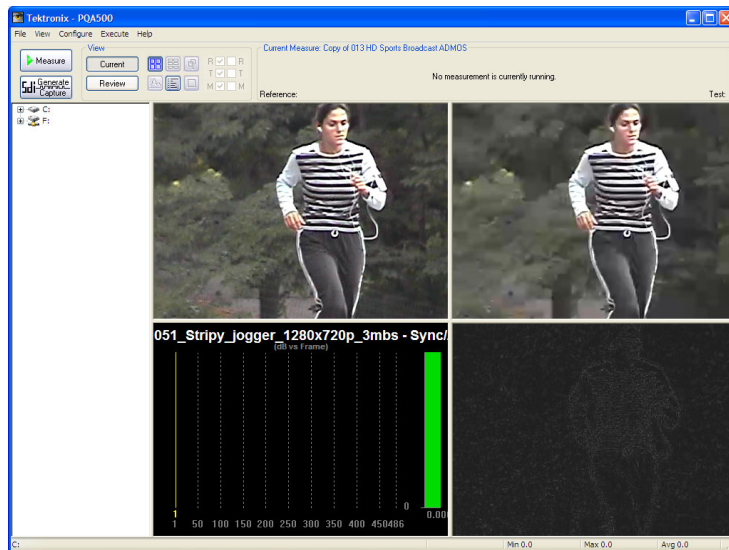 Tektronix - PQA500
File View Configure Execute Help
Measure
Generate
Capture
View
Current
Review
R R
T T
M M
Current Measure: Copy of 013 HD Sports Broadcast ADMOS
No measurement is currently running.
Reference:
Test:
C:
F:
051_Stripy_jogger_1280x720p_3mbs - Sync/
(dB vs Frame)
1
0
0.00
1 50 100 150 200 250 300 350 400 450486
C:
Min 0.0
Max 0.0
Avg 0.0